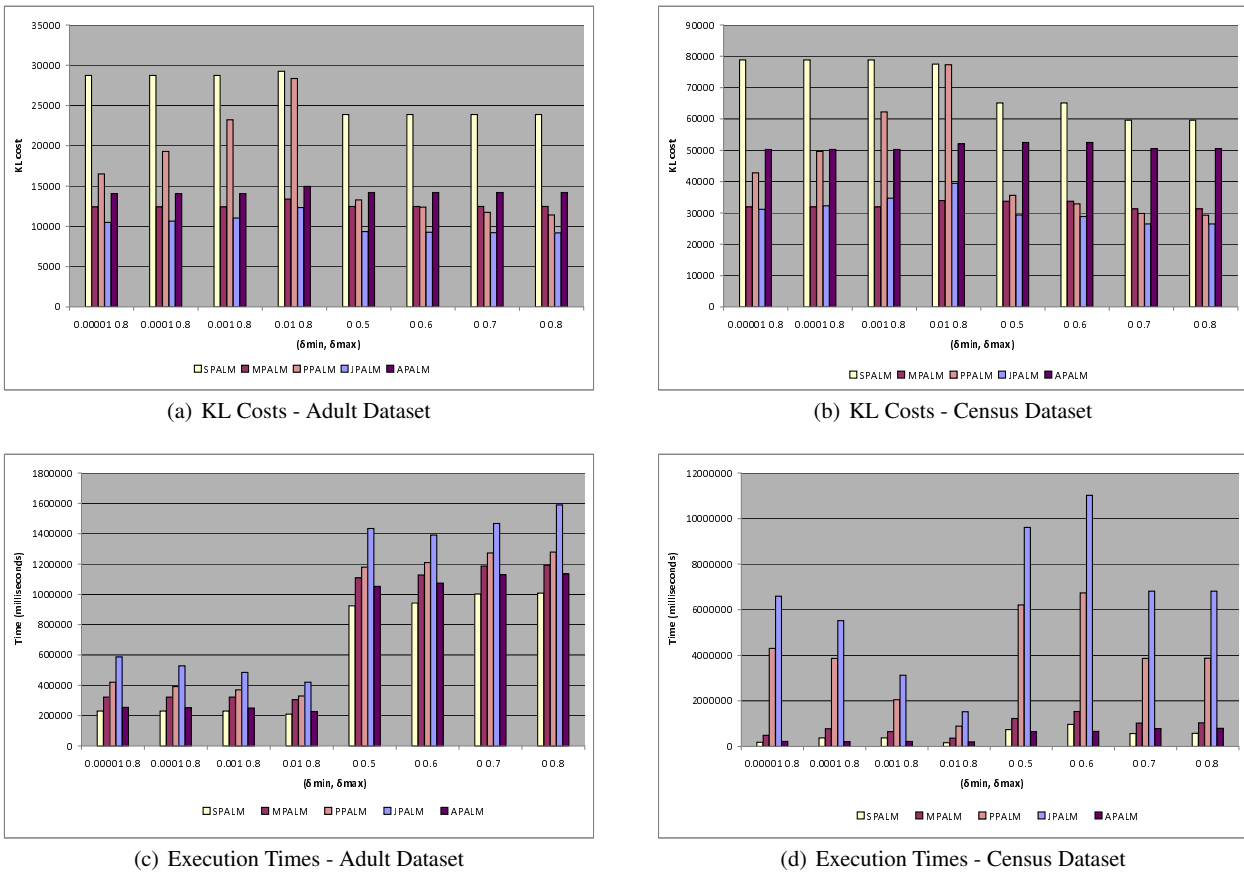 35000
30000
25000
20000
15000
10000
5000
0
KL cost
0.00001 0.8 0.0001 0.8 0.001 0.8 0.01 0.8 0 0.5 0 0.6 0 0.7 0 0.8
(δmin, δmax)
SPALM MPALM PPALM JPALM APALM
(a) KL Costs - Adult Dataset
90000
80000
70000
60000
50000
40000
30000
20000
10000
0
KL cost
0.00001 0.8 0.0001 0.8 0.001 0.8 0.01 0.8 0 0.5 0 0.6 0 0.7 0 0.8
(δmin, δmax)
SPALM MPALM PPALM JPALM APALM
(b) KL Costs - Census Dataset
1800000
1600000
1400000
1200000
1000000
800000
600000
400000
200000
0
Time (milliseconds)
0.00001 0.8 0.0001 0.8 0.001 0.8 0.01 0.8 0 0.5 0 0.6 0 0.7 0 0.8
(δmin, δmax)
SPALM MPALM PPALM JPALM APALM
(c) Execution Times - Adult Dataset
12000000
10000000
8000000
6000000
4000000
2000000
0
Time (milliseconds)
0.00001 0.8 0.0001 0.8 0.001 0.8 0.01 0.8 0 0.5 0 0.6 0 0.7 0 0.8
(δmin, δmax)
SPALM MPALM PPALM JPALM APALM
(d) Execution Times - Census Dataset